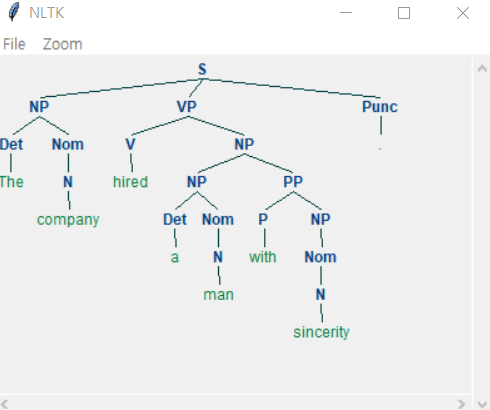 NLTK
File Zoom
S
NP VP Punc
Det Nom V NP .
The N hired NP PP
company Det Nom P NP
a N with Nom
man N
sincerity